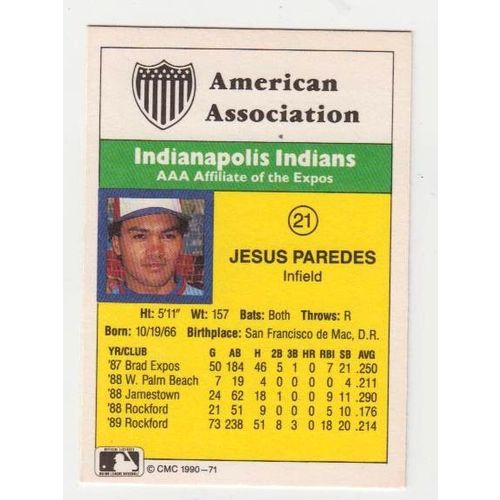 American
Association
Indianapolis Indians
AAA Affiliate of the Expos
21
JESUS PAREDES
Infield
Ht: 5'11" Wt: 157 Bats: Both Throws: R
Born: 10/19/66 Birthplace: San Francisco de Mac, D.R.
YR/CLUB G AB H 2B 3B HR RBI SB AVG
'87 Brad Expos 50 184 46 5 1 0 7 21 .250
'88 W. Palm Beach 7 19 4 0 0 0 0 4 .211
'88 Jamestown 24 62 18 1 0 0 9 11 .290
'88 Rockford 21 51 9 0 0 0 5 10 .176
'89 Rockford 73 238 51 8 3 0 18 20 .214
© CMC 1990-71